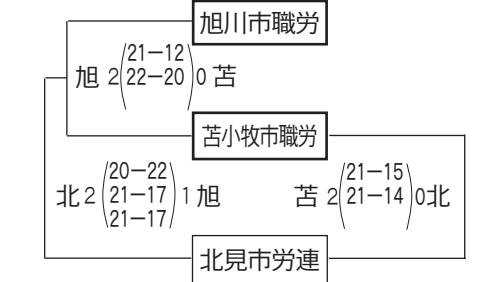 旭川市職労
旭 2(21−12 22−20)0 苫
苫小牧市職労
北 2(20−22 21−17 21−17)1 旭
苫 2(21−15 21−14)0 北
北見市労連